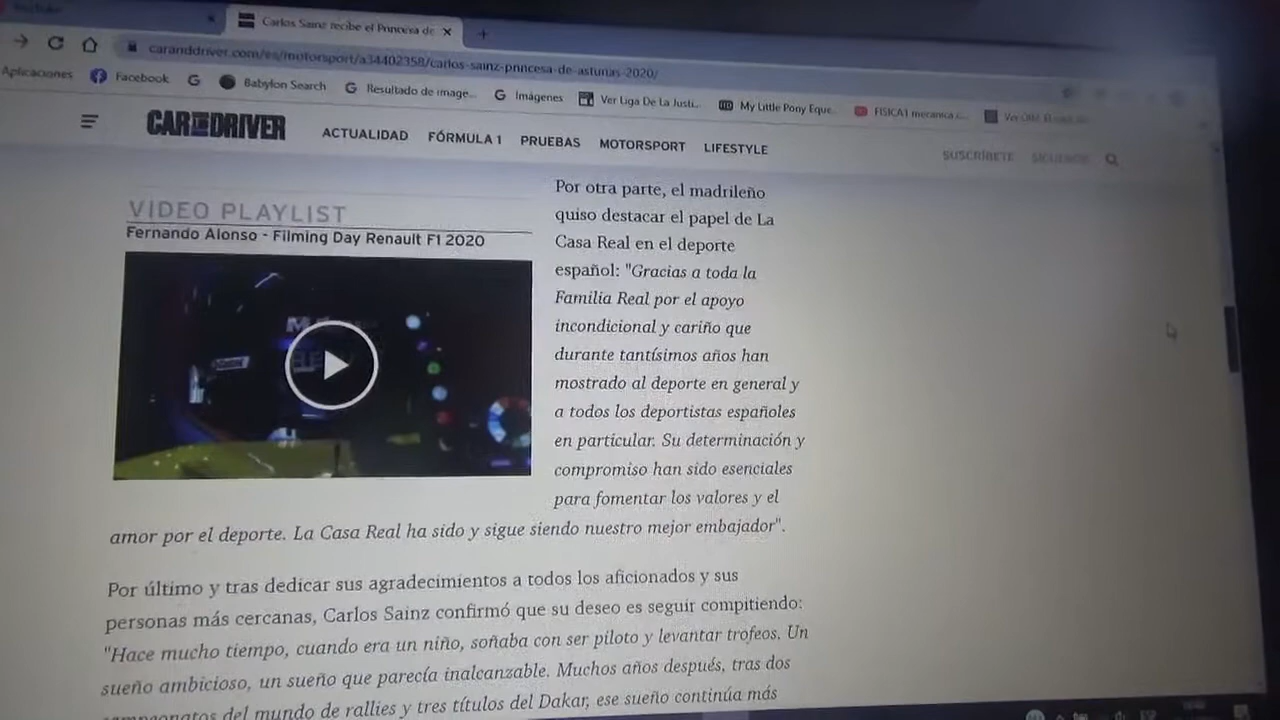 Carlos Sainz recibe el Princesa de
caranddriver.com/es/motorsport/a34402358/carlos-sainz-princesa-de-asturias-2020/
Aplicaciones Facebook Babylon Search Resultado de image... Imágenes Ver Liga De La Justi... My Little Pony Eque... FISICA1 mecanica c...
CAR AND DRIVER ACTUALIDAD FÓRMULA 1 PRUEBAS MOTORSPORT LIFESTYLE SUSCRÍBETE SÍGUENOS
VIDEO PLAYLIST
Fernando Alonso - Filming Day Renault F1 2020
Por otra parte, el madrileño
quiso destacar el papel de La
Casa Real en el deporte
español: "Gracias a toda la
Familia Real por el apoyo
incondicional y cariño que
durante tantísimos años han
mostrado al deporte en general y
a todos los deportistas españoles
en particular. Su determinación y
compromiso han sido esenciales
para fomentar los valores y el
amor por el deporte. La Casa Real ha sido y sigue siendo nuestro mejor embajador".
Por último y tras dedicar sus agradecimientos a todos los aficionados y sus
personas más cercanas, Carlos Sainz confirmó que su deseo es seguir compitiendo:
"Hace mucho tiempo, cuando era un niño, soñaba con ser piloto y levantar trofeos. Un
sueño ambicioso, un sueño que parecía inalcanzable. Muchos años después, tras dos
campeonatos del mundo de rallies y tres títulos del Dakar, ese sueño continúa más